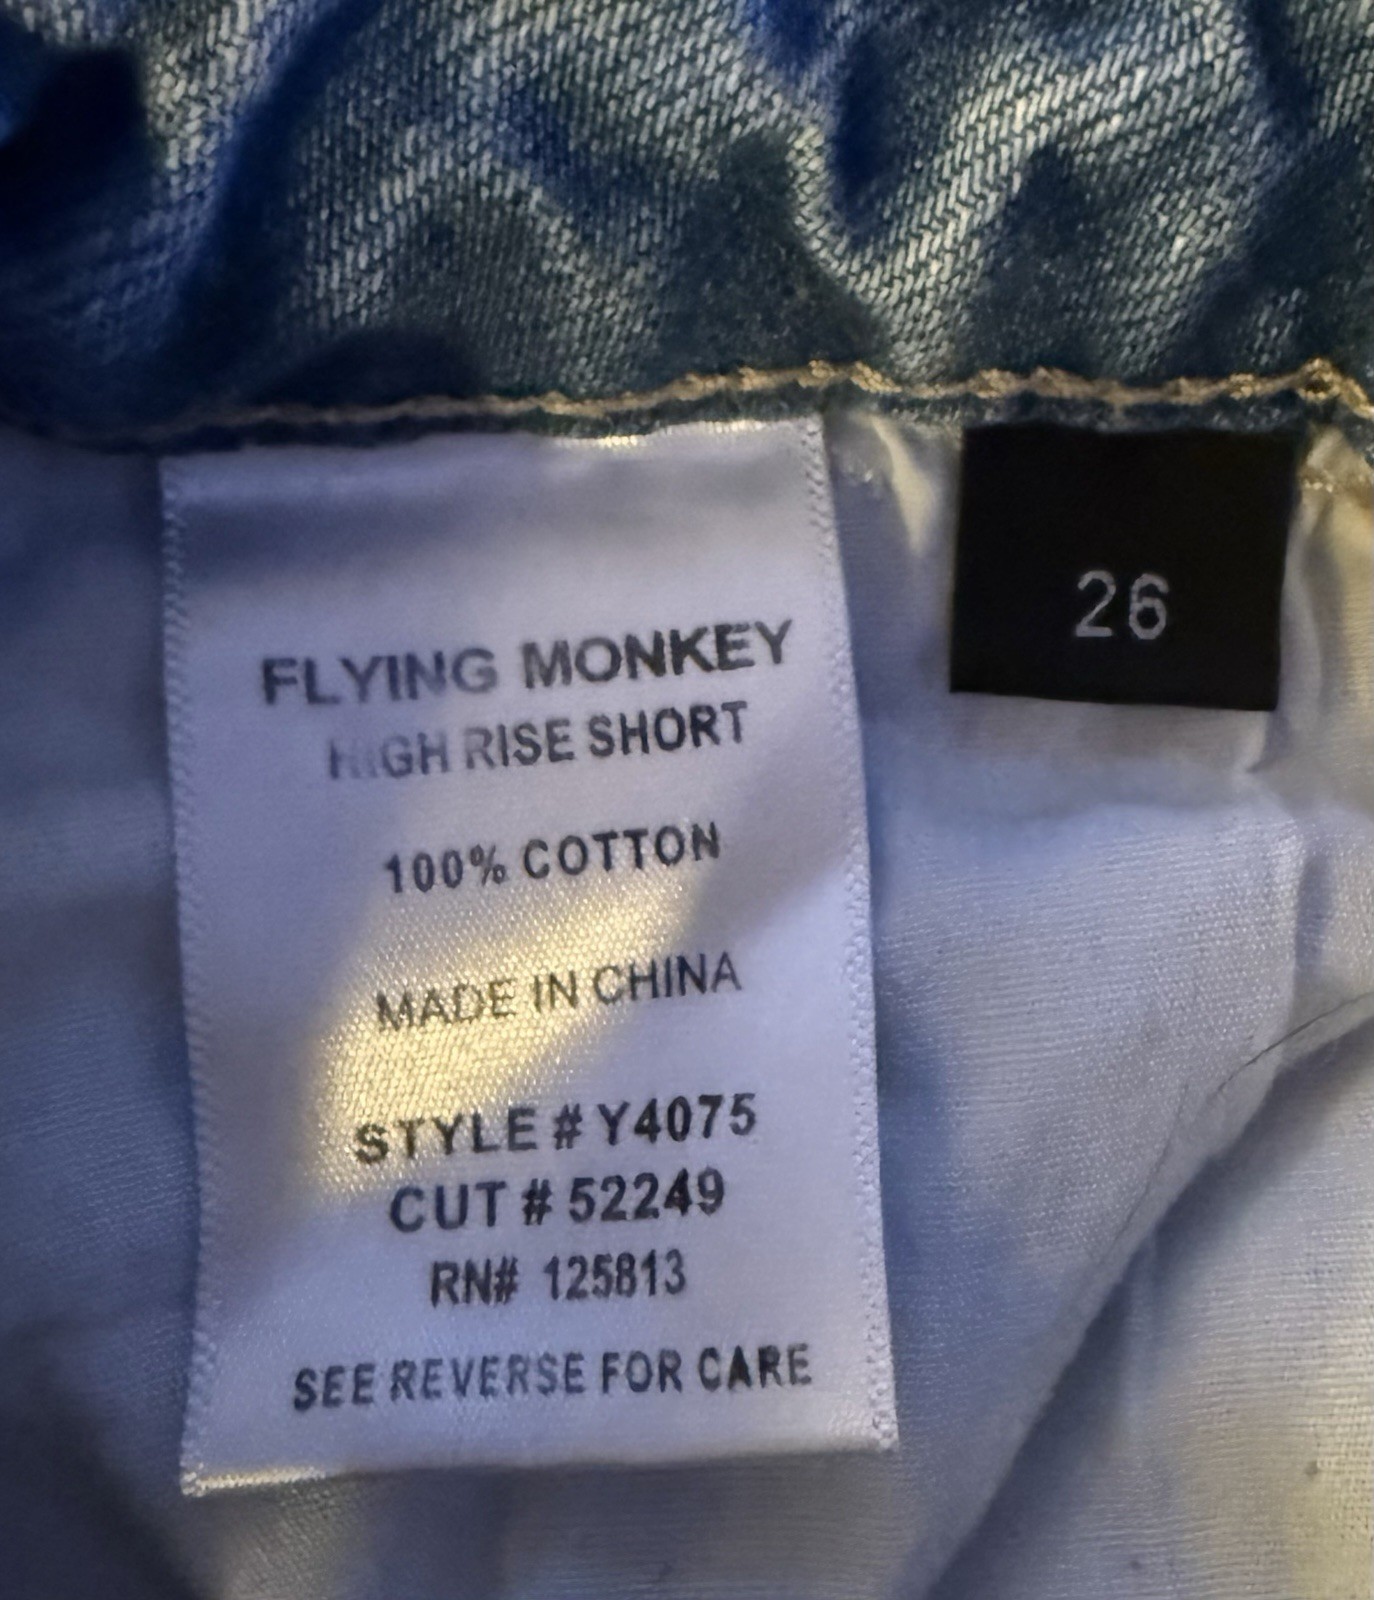 FLYING MONKEY
HIGH RISE SHORT
100% COTTON
MADE IN CHINA
STYLE # Y4075
CUT # 52249
RN# 125813
SEE REVERSE FOR CARE
26